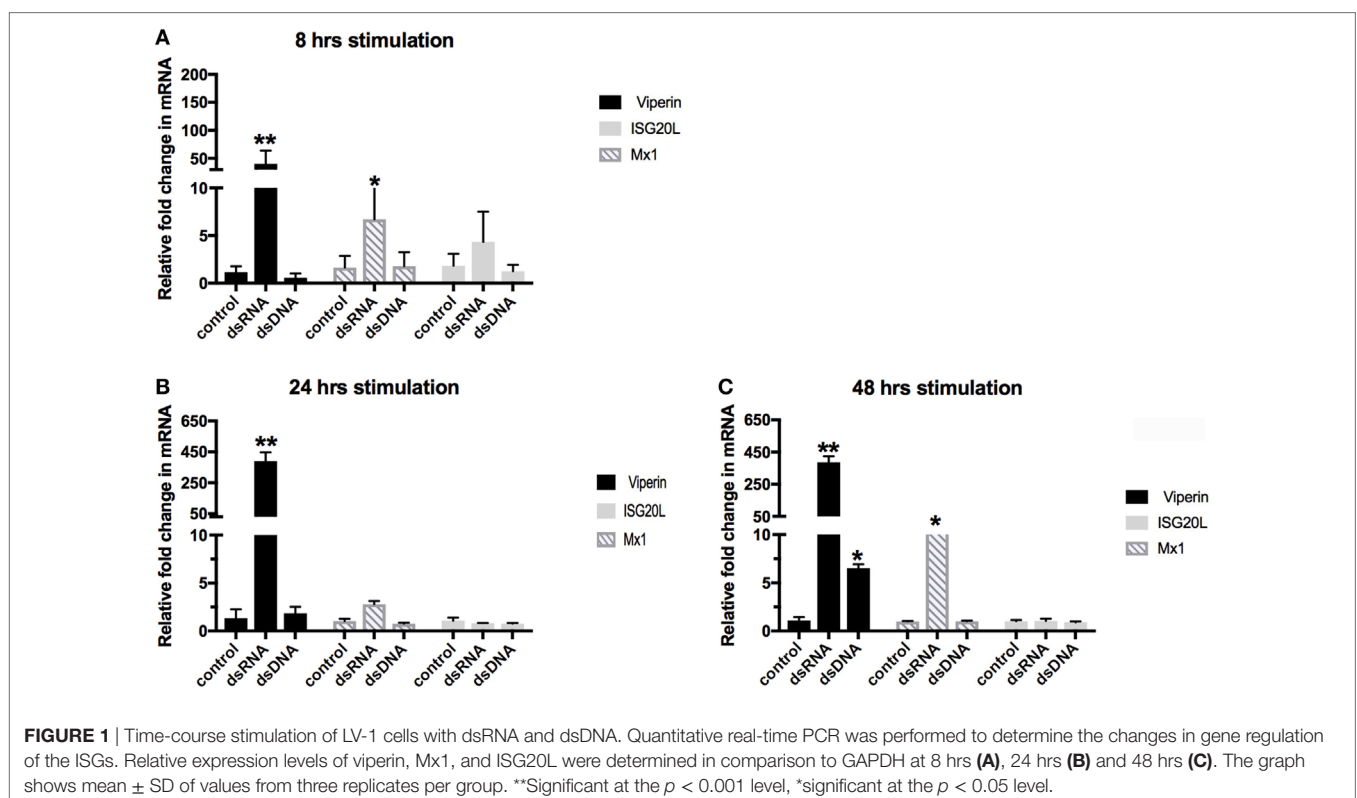 A
8 hrs stimulation
Relative fold change in mRNA
200
150
100
50
10
5
0
**
*
control
dsRNA
dsDNA
control
dsRNA
dsDNA
control
dsRNA
dsDNA
Viperin
ISG20L
Mx1
B
24 hrs stimulation
Relative fold change in mRNA
650
450
250
50
10
5
0
**
control
dsRNA
dsDNA
control
dsRNA
dsDNA
control
dsRNA
dsDNA
Viperin
ISG20L
Mx1
C
48 hrs stimulation
Relative fold change in mRNA
650
450
250
50
10
5
0
**
*
*
control
dsRNA
dsDNA
control
dsRNA
dsDNA
control
dsRNA
dsDNA
Viperin
ISG20L
Mx1
FIGURE 1 | Time-course stimulation of LV-1 cells with dsRNA and dsDNA. Quantitative real-time PCR was performed to determine the changes in gene regulation
of the ISGs. Relative expression levels of viperin, Mx1, and ISG20L were determined in comparison to GAPDH at 8 hrs (A), 24 hrs (B) and 48 hrs (C). The graph
shows mean ± SD of values from three replicates per group. **Significant at the p < 0.001 level, *significant at the p < 0.05 level.